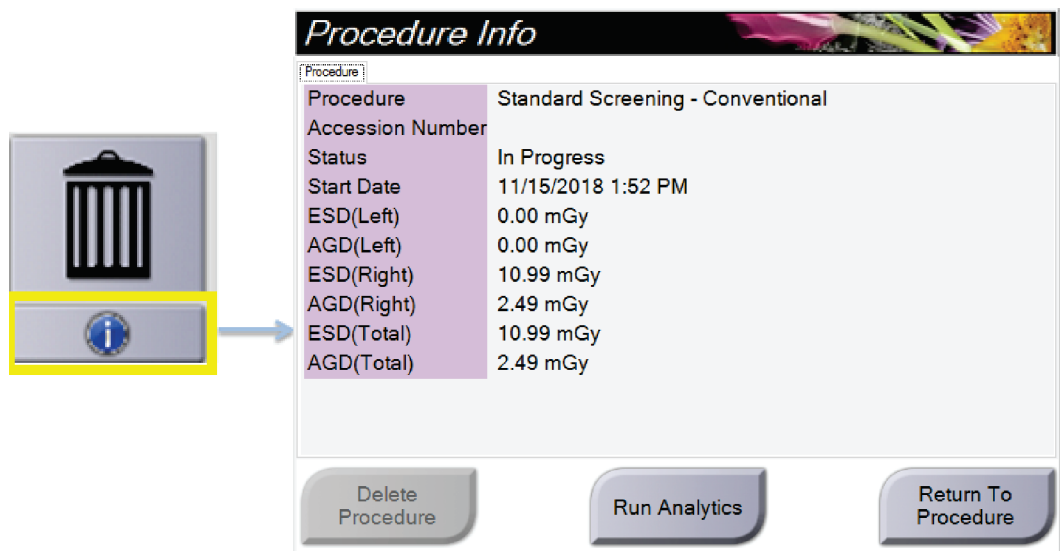 Procedure Info
Procedure
Procedure Standard Screening - Conventional
Accession Number
Status In Progress
Start Date 11/15/2018 1:52 PM
ESD(Left) 0.00 mGy
AGD(Left) 0.00 mGy
ESD(Right) 10.99 mGy
AGD(Right) 2.49 mGy
ESD(Total) 10.99 mGy
AGD(Total) 2.49 mGy
Delete
Procedure
Run Analytics
Return To
Procedure